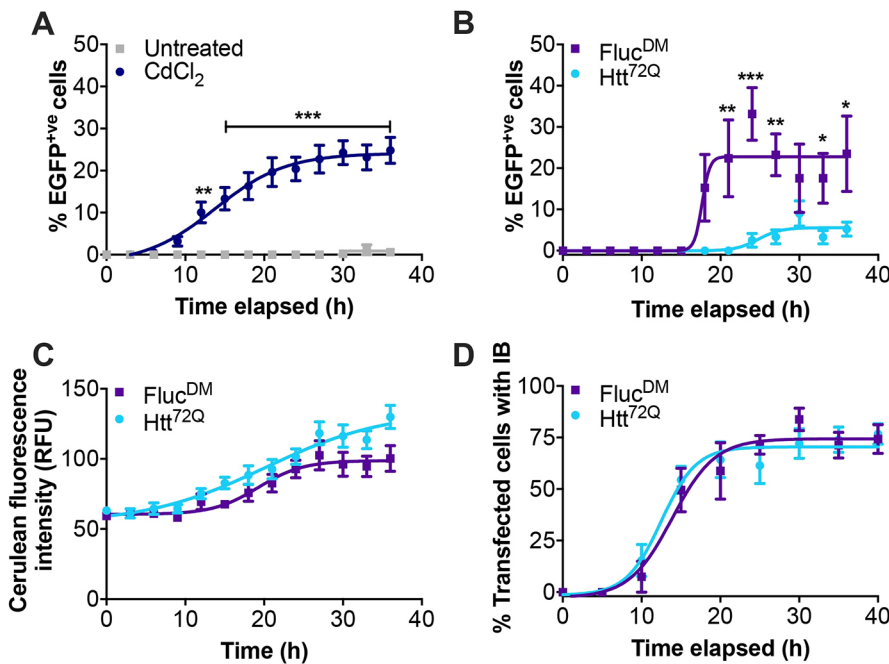 A
Untreated
CdCl2
50
40
30
20
10
0
% EGFP+ve cells
**
***
0 10 20 30 40
Time elapsed (h)
B
FlucDM
Htt72Q
50
40
30
20
10
0
% EGFP+ve cells
**
***
**
*
*
0 10 20 30 40
Time elapsed (h)
C
FlucDM
Htt72Q
150
100
50
0
Cerulean fluorescence
intensity (RFU)
0 10 20 30 40
Time (h)
D
FlucDM
Htt72Q
100
75
50
25
0
% Transfected cells with IB
0 10 20 30 40
Time elapsed (h)